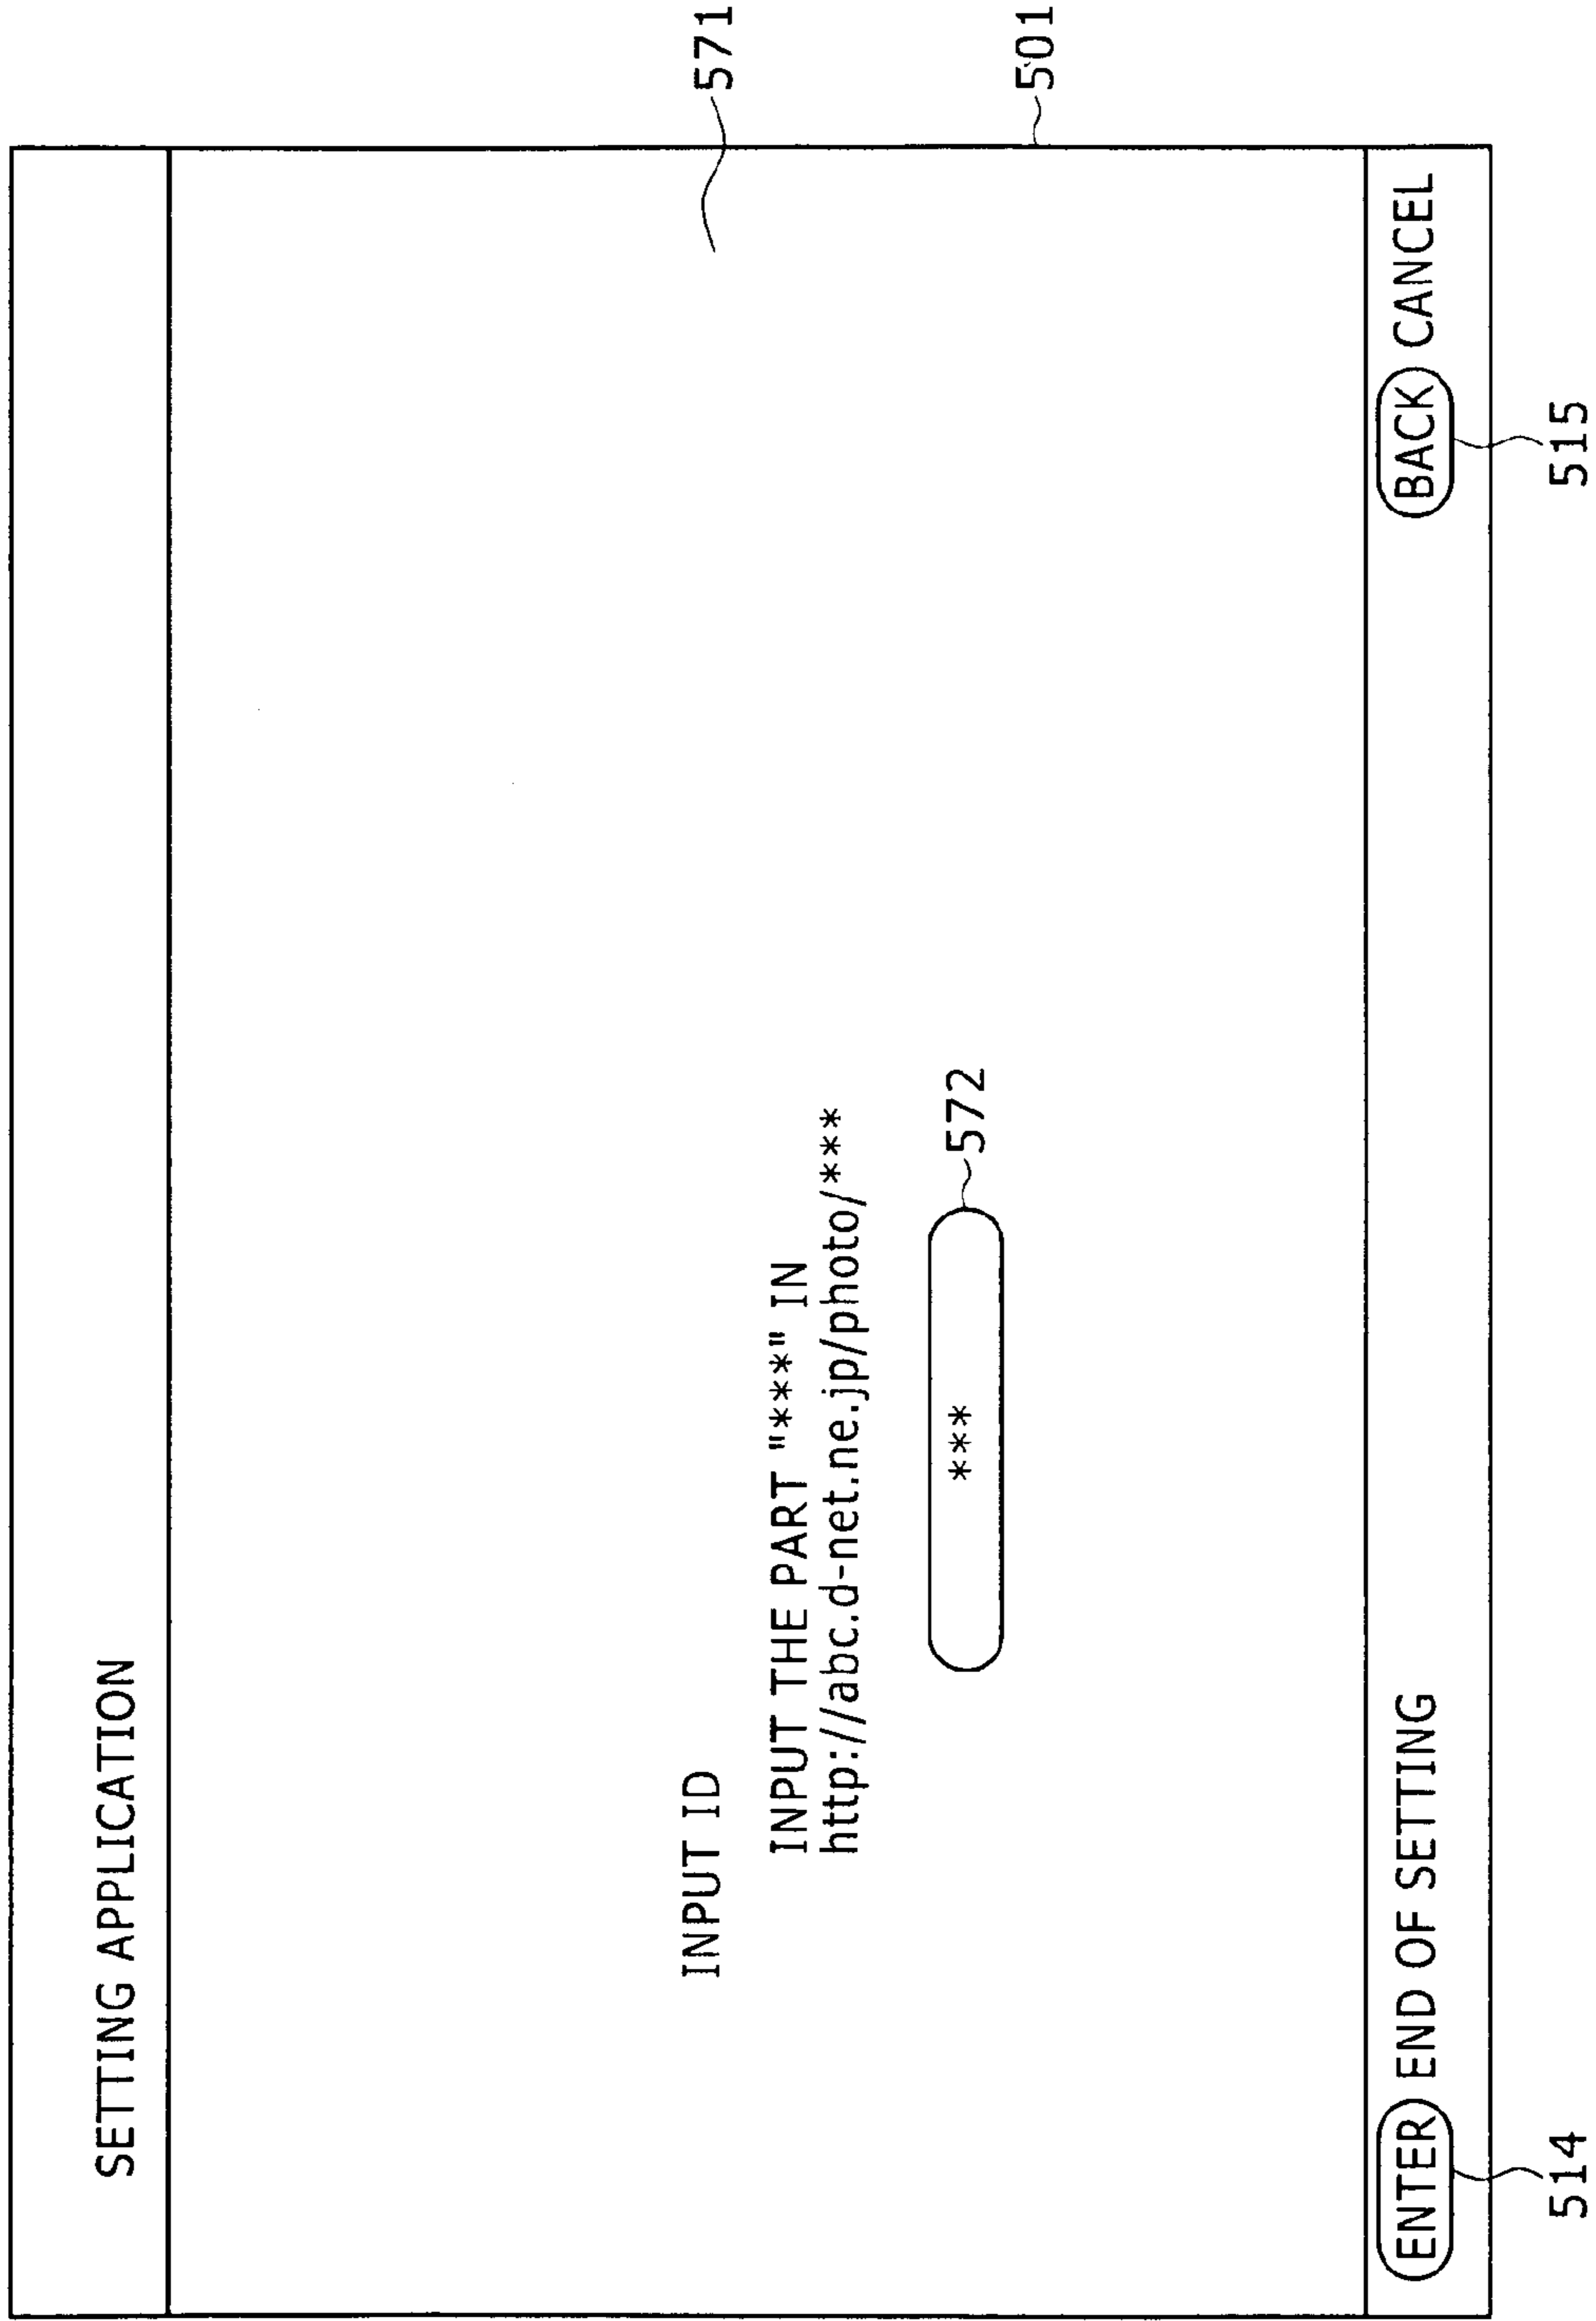 SETTING APPLICATION
571
INPUT ID
INPUT THE PART "***" IN
http://abc.d-net.ne.jp/photo/***
***
572
501
ENTER END OF SETTING
BACK CANCEL
514
515